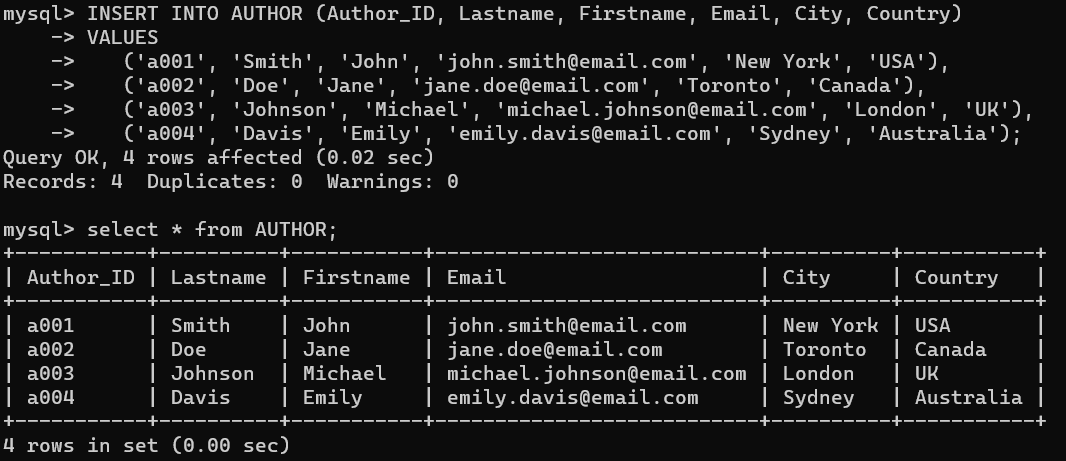 mysql> INSERT INTO AUTHOR (Author_ID, Lastname, Firstname, Email, City, Country)
    -> VALUES
    ->    ('a001', 'Smith', 'John', 'john.smith@email.com', 'New York', 'USA'),
    ->    ('a002', 'Doe', 'Jane', 'jane.doe@email.com', 'Toronto', 'Canada'),
    ->    ('a003', 'Johnson', 'Michael', 'michael.johnson@email.com', 'London', 'UK'),
    ->    ('a004', 'Davis', 'Emily', 'emily.davis@email.com', 'Sydney', 'Australia');
Query OK, 4 rows affected (0.02 sec)
Records: 4  Duplicates: 0  Warnings: 0

mysql> select * from AUTHOR;
+-----------+----------+-----------+---------------------------+----------+-----------+
| Author_ID | Lastname | Firstname | Email                     | City     | Country   |
+-----------+----------+-----------+---------------------------+----------+-----------+
| a001      | Smith    | John      | john.smith@email.com      | New York | USA       |
| a002      | Doe      | Jane      | jane.doe@email.com        | Toronto  | Canada    |
| a003      | Johnson  | Michael   | michael.johnson@email.com | London   | UK        |
| a004      | Davis    | Emily     | emily.davis@email.com     | Sydney   | Australia |
+-----------+----------+-----------+---------------------------+----------+-----------+
4 rows in set (0.00 sec)